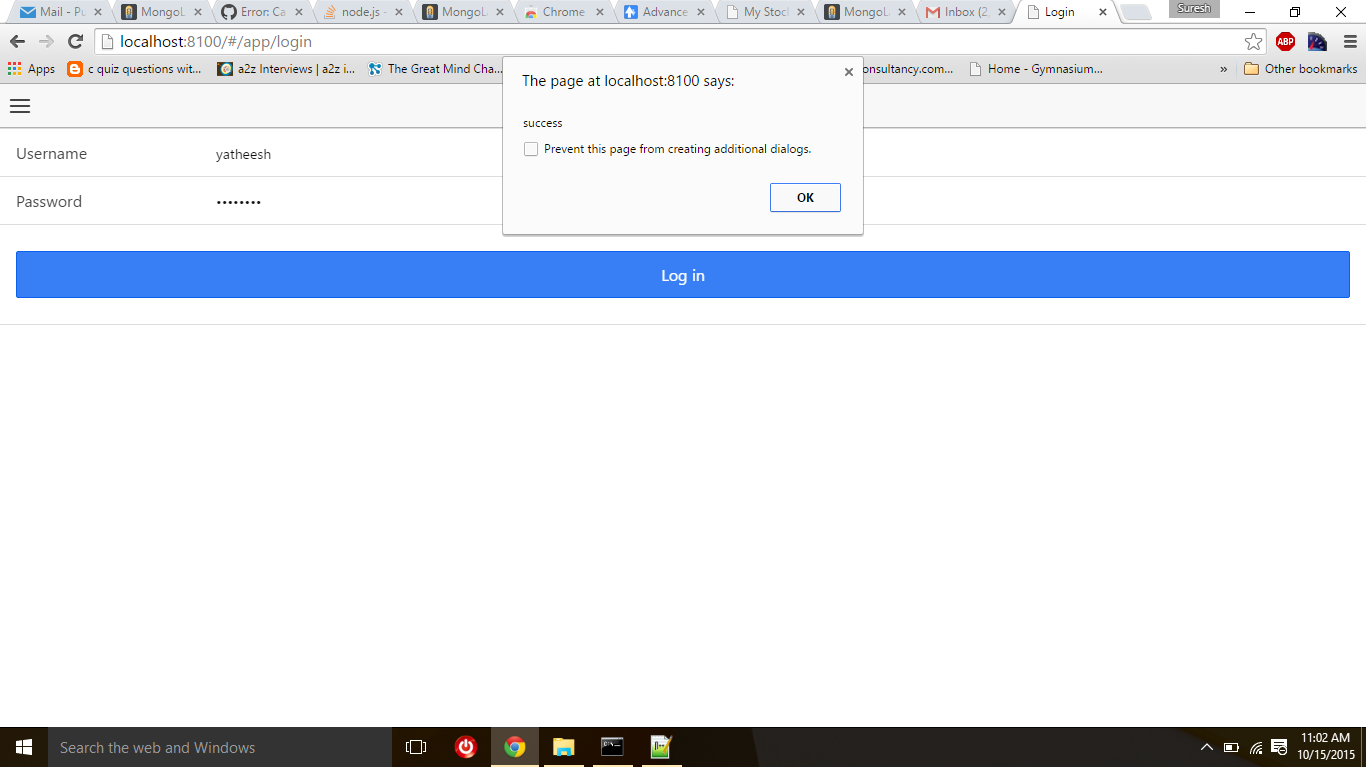 Mail - Pu MongoL Error: Ca node.js - MongoL Chrome Advance My Stock MongoL Inbox (2, Login Suresh
localhost:8100/#/app/login ABP
Apps c quiz questions wit... a2z Interviews | a2z i... The Great Mind Cha... onsultancy.com... Home - Gymnasium... » Other bookmarks
The page at localhost:8100 says:
success
Prevent this page from creating additional dialogs.
OK
Username yatheesh
Password ••••••••
Log in
Search the web and Windows
11:02 AM
10/15/2015